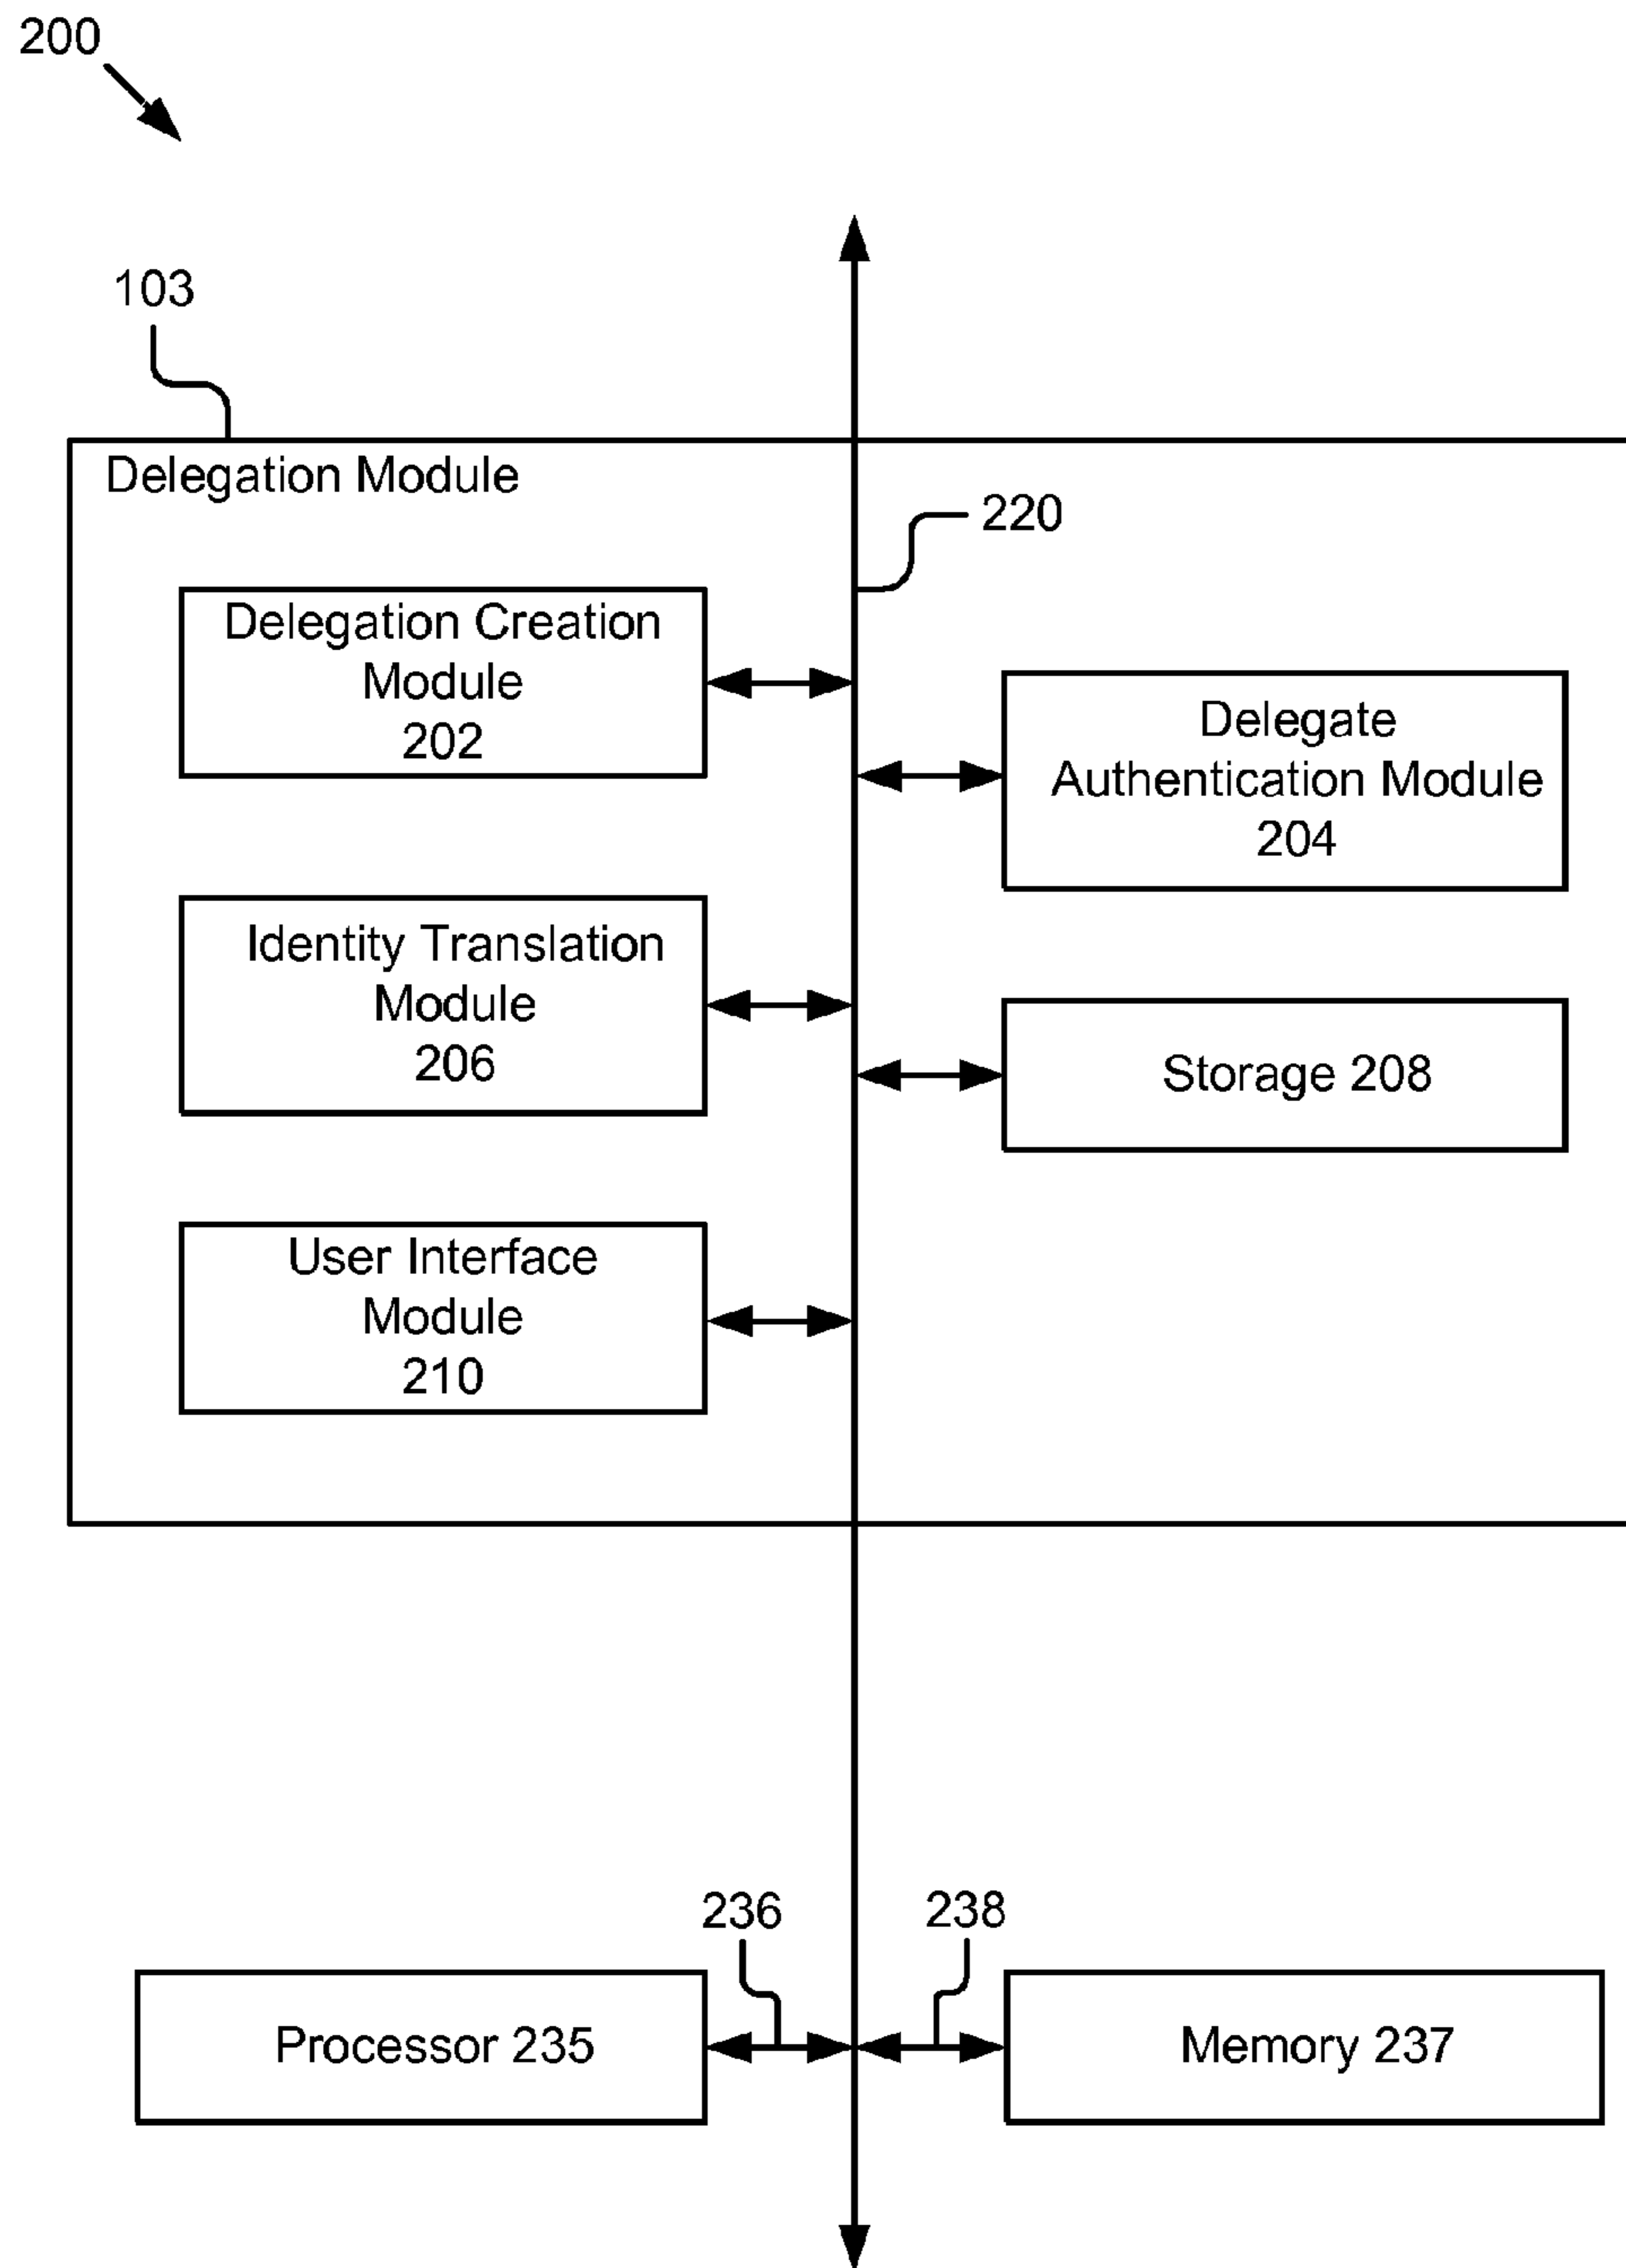 200
103
Delegation Module
220
Delegation Creation
Module
202
Delegate
Authentication Module
204
Identity Translation
Module
206
Storage 208
User Interface
Module
210
236
238
Processor 235
Memory 237